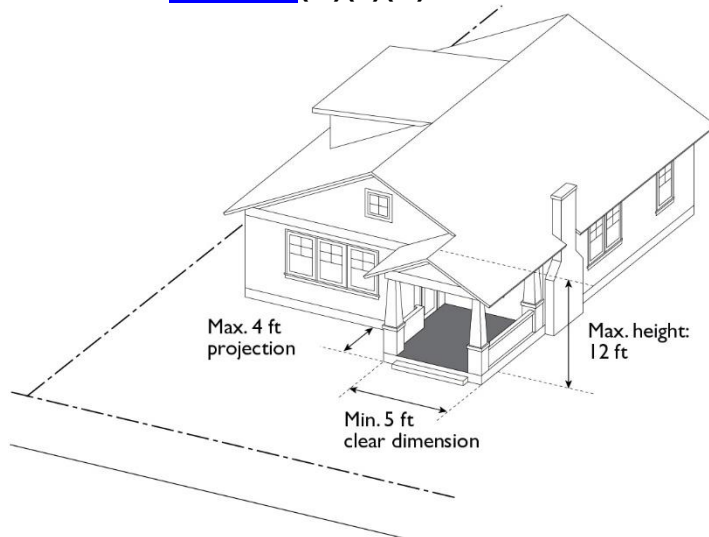 Max. 4 ft
projection
Max. height:
12 ft
Min. 5 ft
clear dimension